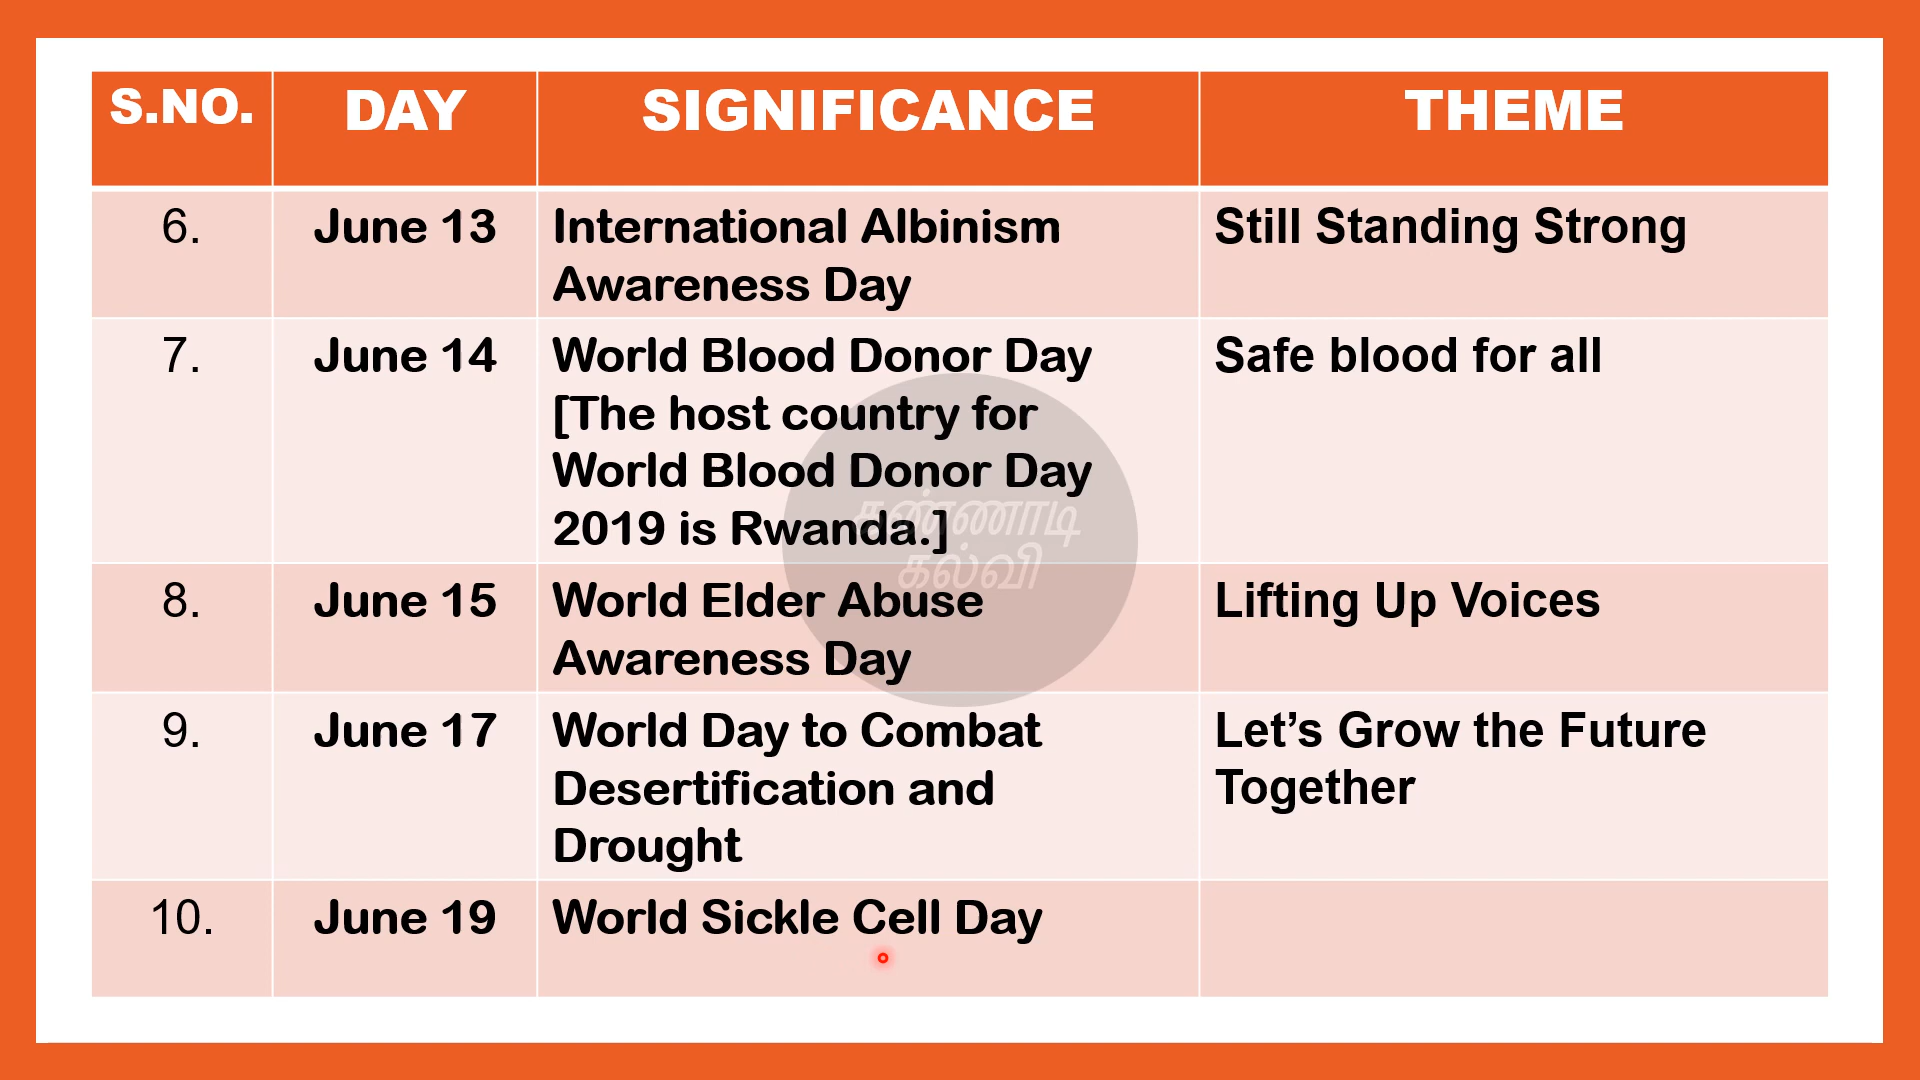 S.NO. DAY SIGNIFICANCE THEME
6. June 13 International Albinism Still Standing Strong
Awareness Day
7. June 14 World Blood Donor Day Safe blood for all
[The host country for
World Blood Donor Day
2019 is Rwanda.]
கண்ணாடி
கல்வி
8. June 15 World Elder Abuse Lifting Up Voices
Awareness Day
9. June 17 World Day to Combat Let’s Grow the Future
Desertification and Together
Drought
10. June 19 World Sickle Cell Day